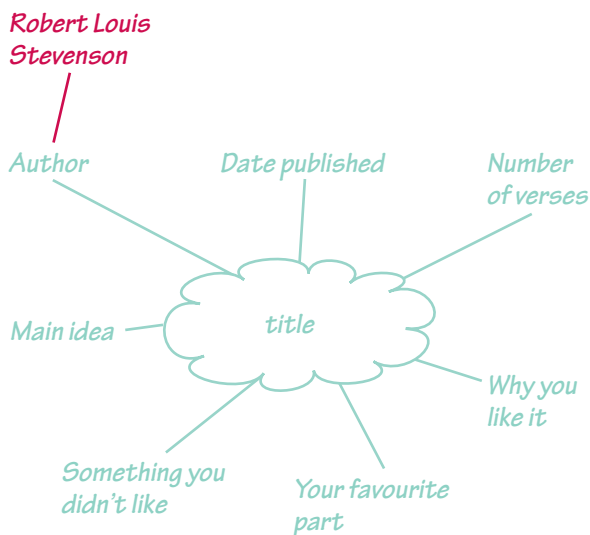 Robert Louis
Stevenson
Author
Date published
Number
of verses
title
Main idea
Why you
like it
Something you
didn't like
Your favourite
part